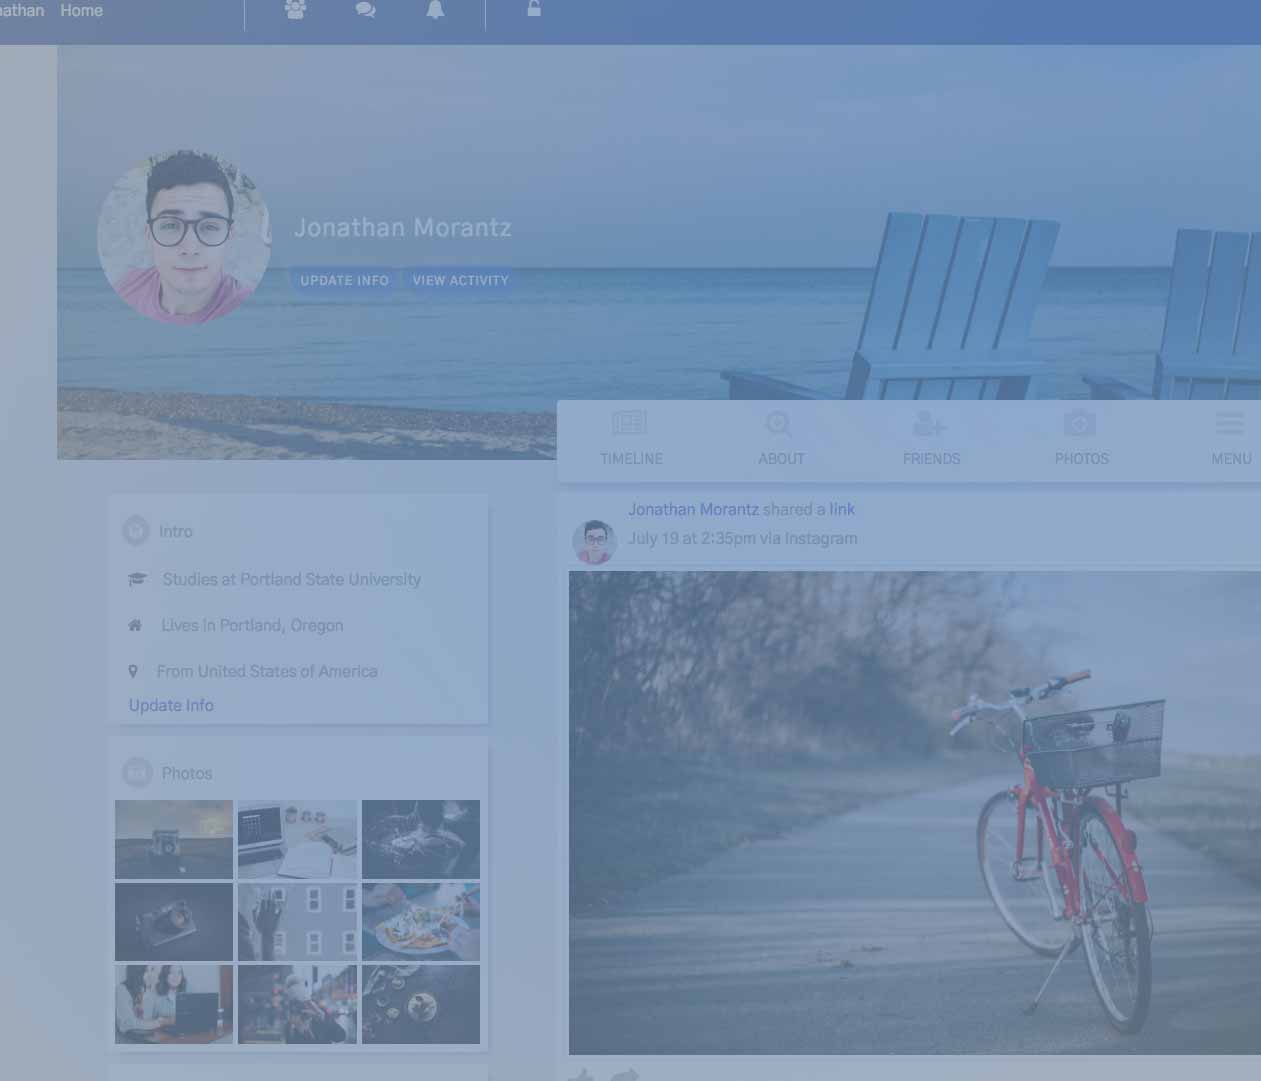 nathan Home
Jonathan Morantz
UPDATE INFO VIEW ACTIVITY
TIMELINE ABOUT FRIENDS PHOTOS MENU
Jonathan Morantz shared a link
July 19 at 2:35pm via Instagram
Intro
Studies at Portland State University
Lives in Portland, Oregon
From United States of America
Update Info
Photos